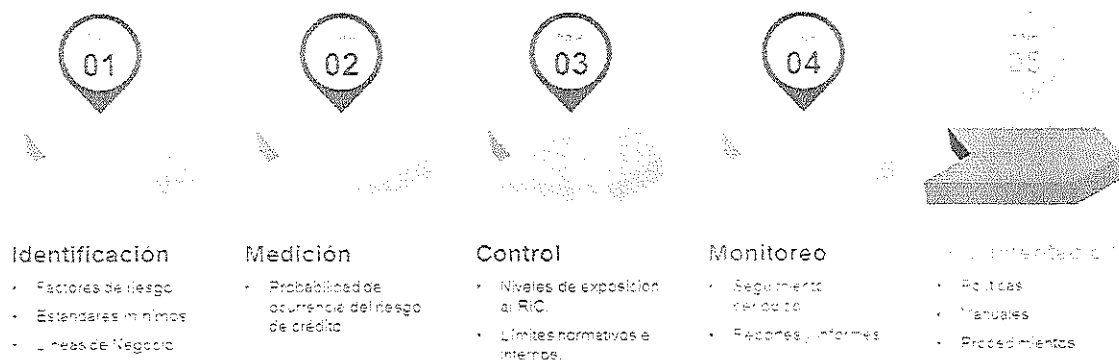 01
02
03
04
05
Identificación
• Factores de riesgo
• Estándares mínimos
• Líneas de Negocio
Medición
• Probabilidad de
ocurrencia del riesgo
de crédito
Control
• Niveles de exposición
al RIC.
• Límites normativos e
internos.
Monitoreo
• Seguimiento
periódico
• Reportes y informes
• Políticas
• Manuales
• Procedimientos